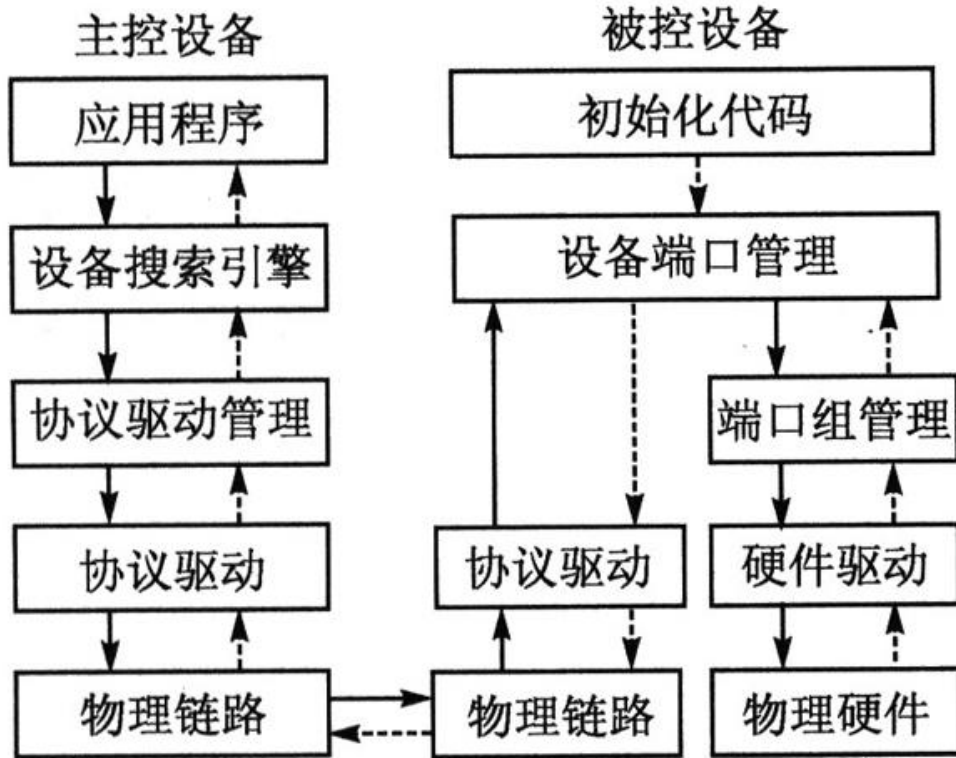 主控设备
应用程序
设备搜索引擎
协议驱动管理
协议驱动
物理链路
被控设备
初始化代码
设备端口管理
端口组管理
协议驱动
硬件驱动
物理链路
物理硬件